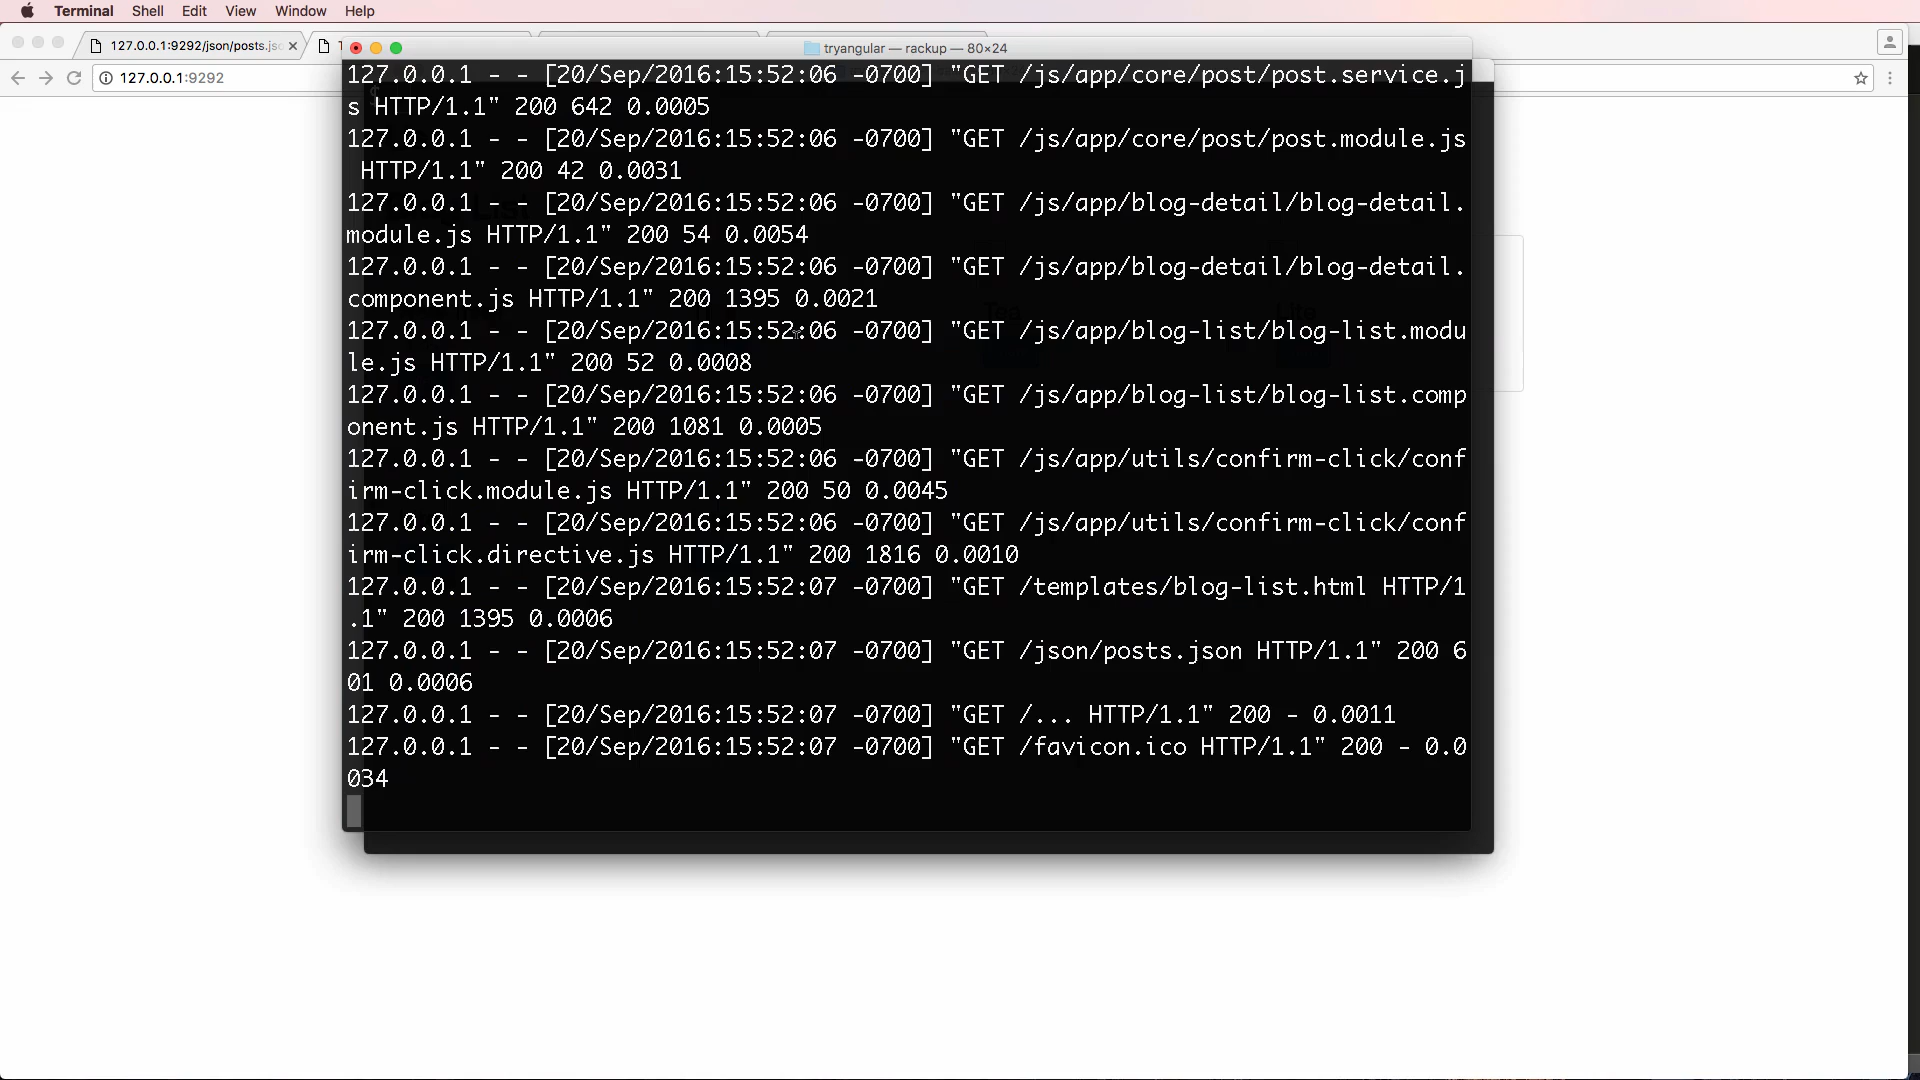 Terminal Shell Edit View Window Help
127.0.0.1:9292/json/posts.js
127.0.0.1:9292
tryangular — rackup — 80×24
127.0.0.1 - - [20/Sep/2016:15:52:06 -0700] "GET /js/app/core/post/post.service.j
s HTTP/1.1" 200 642 0.0005
127.0.0.1 - - [20/Sep/2016:15:52:06 -0700] "GET /js/app/core/post/post.module.js
 HTTP/1.1" 200 42 0.0031
127.0.0.1 - - [20/Sep/2016:15:52:06 -0700] "GET /js/app/blog-detail/blog-detail.
module.js HTTP/1.1" 200 54 0.0054
127.0.0.1 - - [20/Sep/2016:15:52:06 -0700] "GET /js/app/blog-detail/blog-detail.
component.js HTTP/1.1" 200 1395 0.0021
127.0.0.1 - - [20/Sep/2016:15:52:06 -0700] "GET /js/app/blog-list/blog-list.modu
le.js HTTP/1.1" 200 52 0.0008
127.0.0.1 - - [20/Sep/2016:15:52:06 -0700] "GET /js/app/blog-list/blog-list.comp
onent.js HTTP/1.1" 200 1081 0.0005
127.0.0.1 - - [20/Sep/2016:15:52:06 -0700] "GET /js/app/utils/confirm-click/conf
irm-click.module.js HTTP/1.1" 200 50 0.0045
127.0.0.1 - - [20/Sep/2016:15:52:06 -0700] "GET /js/app/utils/confirm-click/conf
irm-click.directive.js HTTP/1.1" 200 1816 0.0010
127.0.0.1 - - [20/Sep/2016:15:52:07 -0700] "GET /templates/blog-list.html HTTP/1
.1" 200 1395 0.0006
127.0.0.1 - - [20/Sep/2016:15:52:07 -0700] "GET /json/posts.json HTTP/1.1" 200 6
01 0.0006
127.0.0.1 - - [20/Sep/2016:15:52:07 -0700] "GET /... HTTP/1.1" 200 - 0.0011
127.0.0.1 - - [20/Sep/2016:15:52:07 -0700] "GET /favicon.ico HTTP/1.1" 200 - 0.0
034